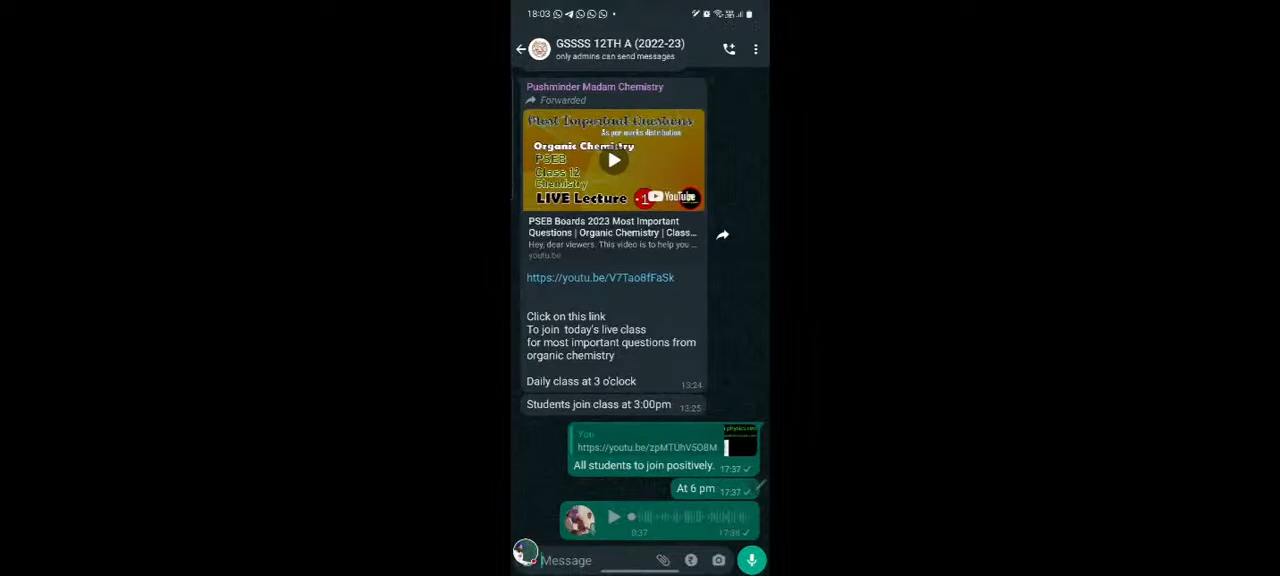 18:03
GSSSS 12TH A (2022-23)
only admins can send messages
Pushminder Madam Chemistry
Forwarded
Most Important Questions
As per marks distribution
Organic Chemistry
PSEB
Class 12
Chemistry
LIVE Lecture
YouTube
PSEB Boards 2023 Most Important
Questions | Organic Chemistry | Class...
Hey, dear viewers. This video is to help you ...
youtu.be
https://youtu.be/V7Tao8fFaSk
Click on this link
To join today's live class
for most important questions from
organic chemistry
Daily class at 3 o'clock
13:24
Students join class at 3:00pm
13:25
You
https://youtu.be/zpMTUhV5O8M
All students to join positively.
17:37
At 6 pm
17:37
0:37
17:38
Message